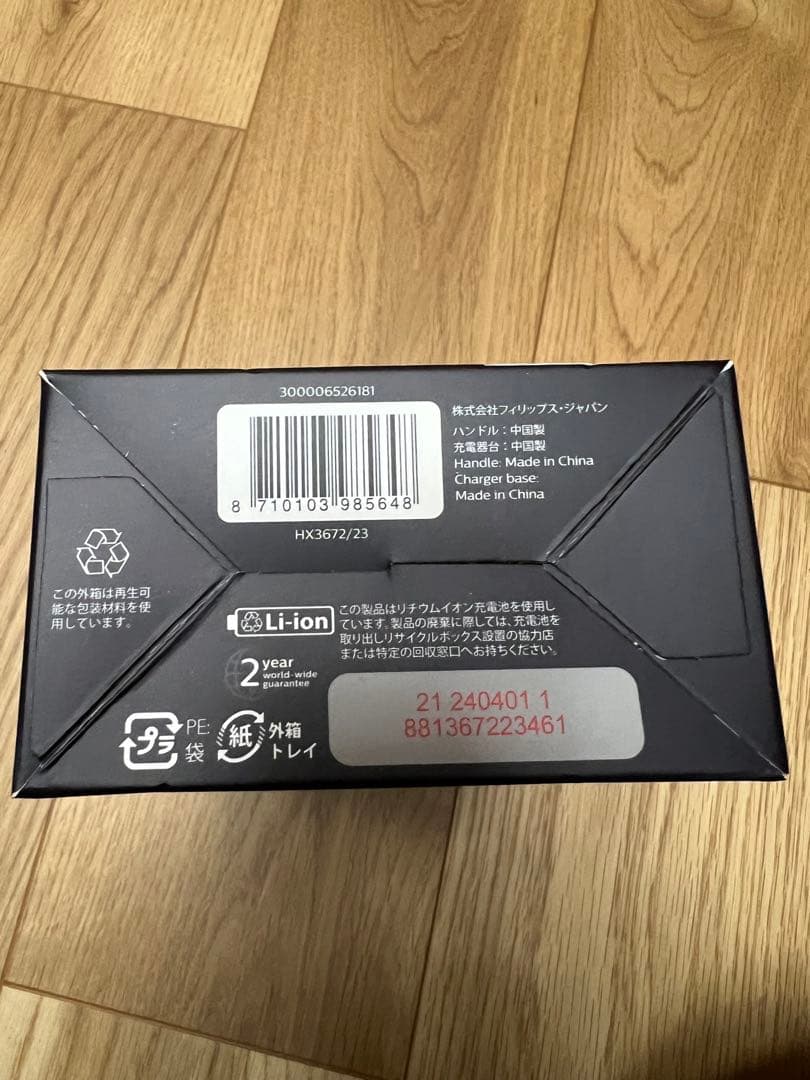 300006526181
8 710103 985648
HX3672/23
株式会社フィリップス・ジャパン
ハンドル：中国製
充電器台：中国製
Handle: Made in China
Charger base:
Made in China
この外箱は再生可
能な包装材料を使
用しています。
Li-ion
この製品はリチウムイオン充電池を使用し
ています。製品の廃棄に際しては、充電池を
取り出しリサイクルボックス設置の協力店
または特定の回収窓口へお持ちください。
2 year
world-wide
guarantee
プラ
PE:
袋
紙
外箱
トレイ
21 240401 1
881367223461